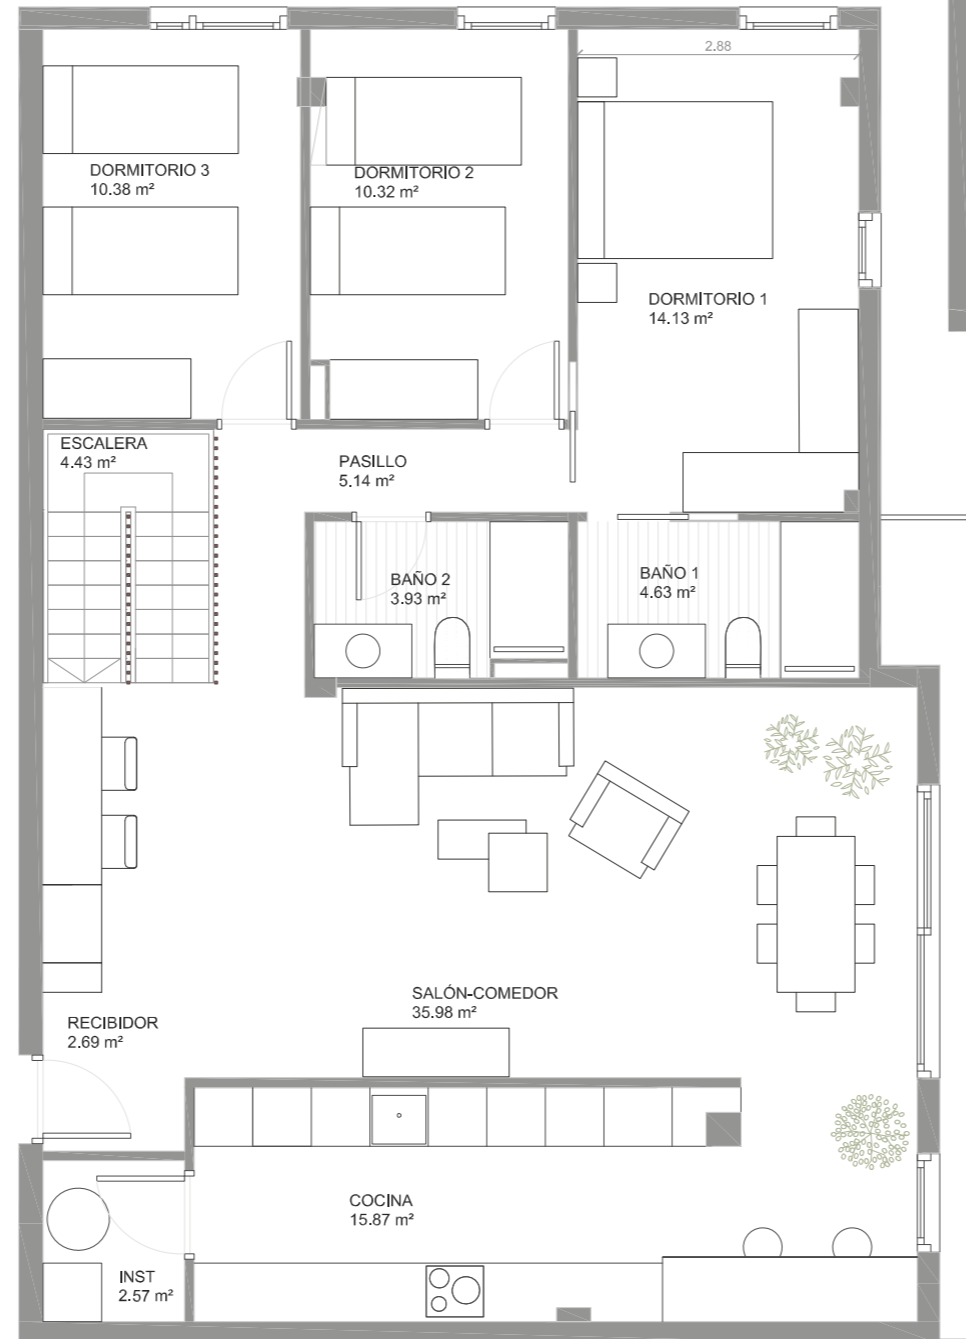 2.88
DORMITORIO 3
10.38 m²
DORMITORIO 2
10.32 m²
DORMITORIO 1
14.13 m²
ESCALERA
4.43 m²
PASILLO
5.14 m²
BAÑO 2
3.93 m²
BAÑO 1
4.63 m²
SALÓN-COMEDOR
35.98 m²
RECIBIDOR
2.69 m²
COCINA
15.87 m²
INST
2.57 m²